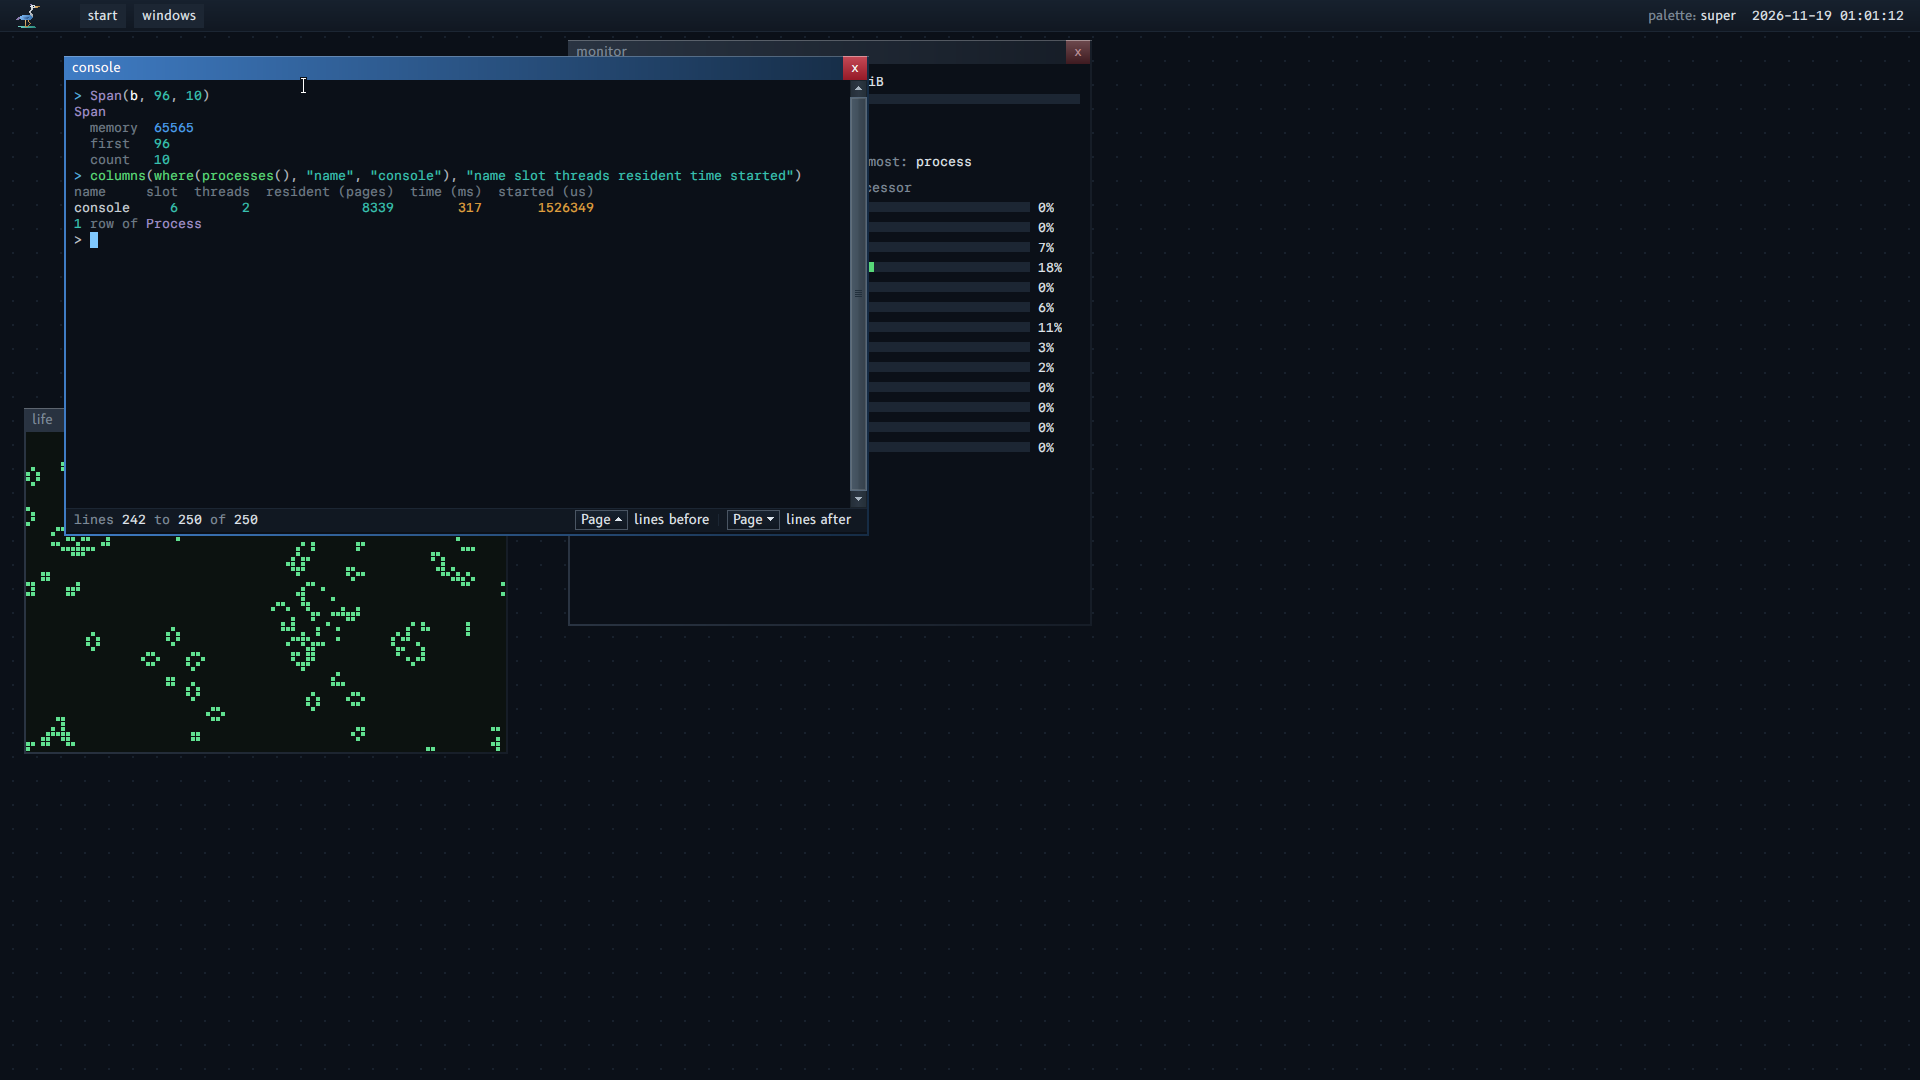 start windows palette: super 2026-11-19 01:01:12
monitor x
console x
iB
> Span(b, 96, 10)
Span
memory 65565
first 96
count 10
> columns(where(processes(), "name", "console"), "name slot threads resident time started")
name slot threads resident (pages) time (ms) started (us)
console 6 2 8339 317 1526349
1 row of Process
>
most: process
cessor
0%
0%
7%
18%
0%
6%
11%
3%
2%
0%
0%
0%
0%
life
lines 242 to 250 of 250 Page lines before Page lines after